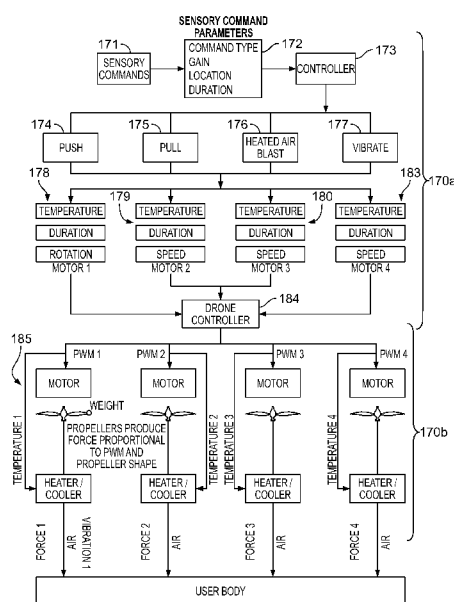 SENSORY COMMAND
PARAMETERS
171
172
173
SENSORY
COMMANDS
COMMAND TYPE
GAIN
LOCATION
DURATION
CONTROLLER
174
175
176
177
PUSH
PULL
HEATED AIR
BLAST
VIBRATE
178
179
180
183
170a
TEMPERATURE
TEMPERATURE
TEMPERATURE
TEMPERATURE
DURATION
DURATION
DURATION
DURATION
ROTATION
SPEED
SPEED
SPEED
MOTOR 1
MOTOR 2
MOTOR 3
MOTOR 4
DRONE
CONTROLLER
184
185
PWM 1
PWM 2
PWM 3
PWM 4
MOTOR
MOTOR
MOTOR
MOTOR
WEIGHT
PROPELLERS PRODUCE
FORCE PROPORTIONAL
TO PWM AND
PROPELLER SHAPE
170b
TEMPERATURE 1
TEMPERATURE 2
TEMPERATURE 3
TEMPERATURE 4
HEATER /
COOLER
HEATER /
COOLER
HEATER /
COOLER
HEATER /
COOLER
FORCE 1
AIR
VIBRATION 1
FORCE 2
AIR
FORCE 3
AIR
FORCE 4
AIR
USER BODY